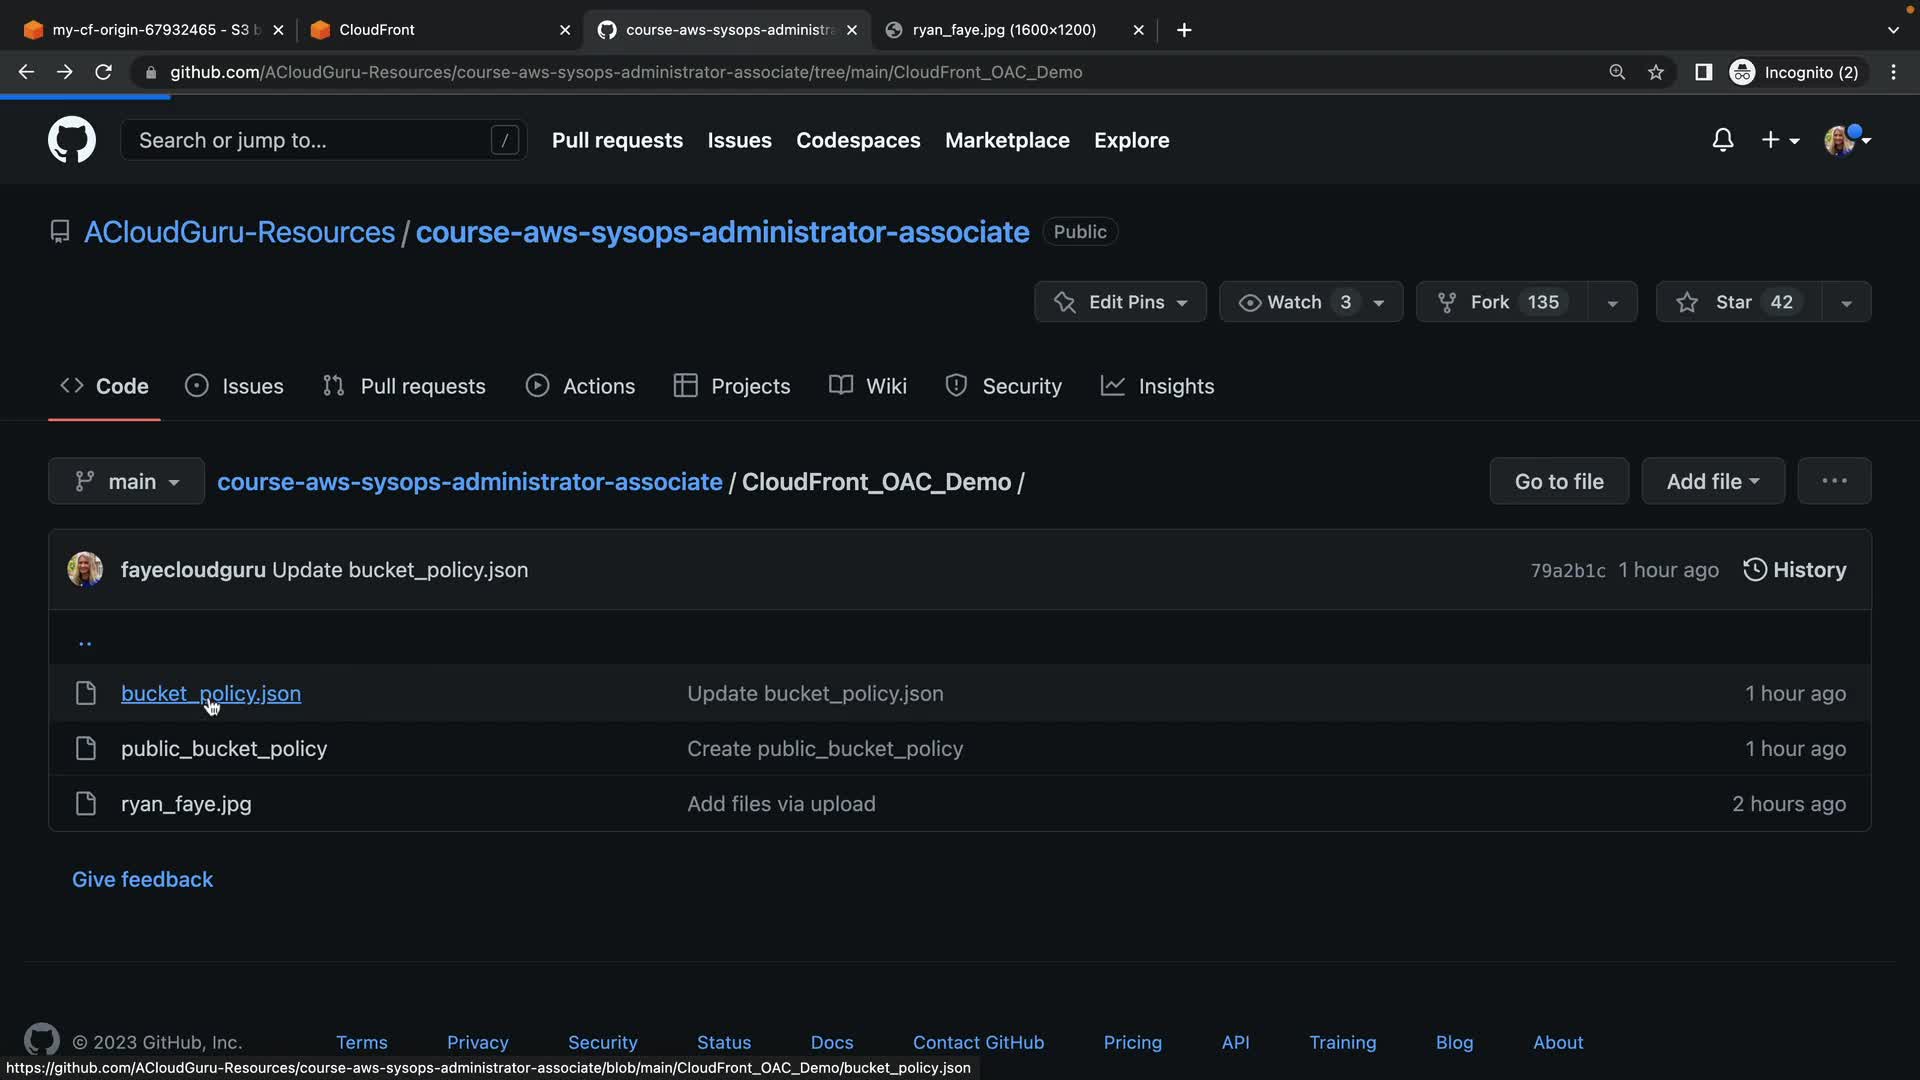 my-cf-origin-67932465 - S3 b
CloudFront
course-aws-sysops-administra
ryan_faye.jpg (1600×1200)
github.com/ACloudGuru-Resources/course-aws-sysops-administrator-associate/tree/main/CloudFront_OAC_Demo
Incognito (2)
Search or jump to... /
Pull requests
Issues
Codespaces
Marketplace
Explore
ACloudGuru-Resources / course-aws-sysops-administrator-associate Public
Edit Pins
Watch 3
Fork 135
Star 42
Code
Issues
Pull requests
Actions
Projects
Wiki
Security
Insights
main
course-aws-sysops-administrator-associate / CloudFront_OAC_Demo /
Go to file
Add file
...
fayecloudguru Update bucket_policy.json
79a2b1c 1 hour ago
History
..
bucket_policy.json Update bucket_policy.json 1 hour ago
public_bucket_policy Create public_bucket_policy 1 hour ago
ryan_faye.jpg Add files via upload 2 hours ago
Give feedback
© 2023 GitHub, Inc.
Terms
Privacy
Security
Status
Docs
Contact GitHub
Pricing
API
Training
Blog
About
https://github.com/ACloudGuru-Resources/course-aws-sysops-administrator-associate/blob/main/CloudFront_OAC_Demo/bucket_policy.json